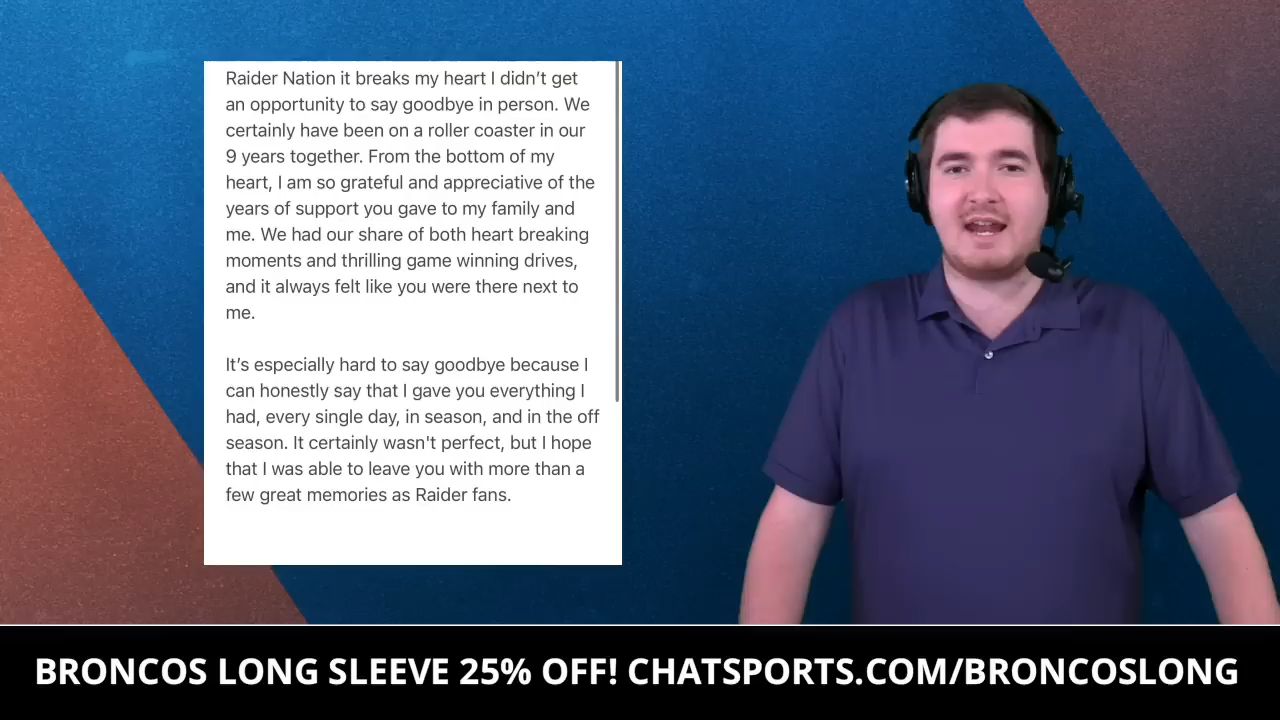 Raider Nation it breaks my heart I didn’t get
an opportunity to say goodbye in person. We
certainly have been on a roller coaster in our
9 years together. From the bottom of my
heart, I am so grateful and appreciative of the
years of support you gave to my family and
me. We had our share of both heart breaking
moments and thrilling game winning drives,
and it always felt like you were there next to
me.
It’s especially hard to say goodbye because I
can honestly say that I gave you everything I
had, every single day, in season, and in the off
season. It certainly wasn't perfect, but I hope
that I was able to leave you with more than a
few great memories as Raider fans.
BRONCOS LONG SLEEVE 25% OFF! CHATSPORTS.COM/BRONCOSLONG